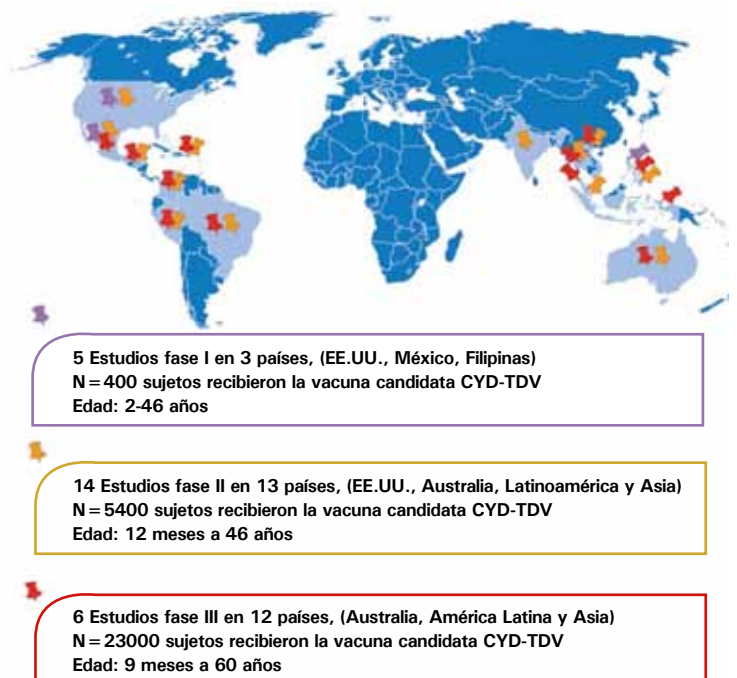 5 Estudios fase I en 3 países, (EE.UU., México, Filipinas)
N=400 sujetos recibieron la vacuna candidata CYD-TDV
Edad: 2-46 años
14 Estudios fase II en 13 países, (EE.UU., Australia, Latinoamérica y Asia)
N=5400 sujetos recibieron la vacuna candidata CYD-TDV
Edad: 12 meses a 46 años
6 Estudios fase III en 12 países, (Australia, América Latina y Asia)
N=23000 sujetos recibieron la vacuna candidata CYD-TDV
Edad: 9 meses a 60 años